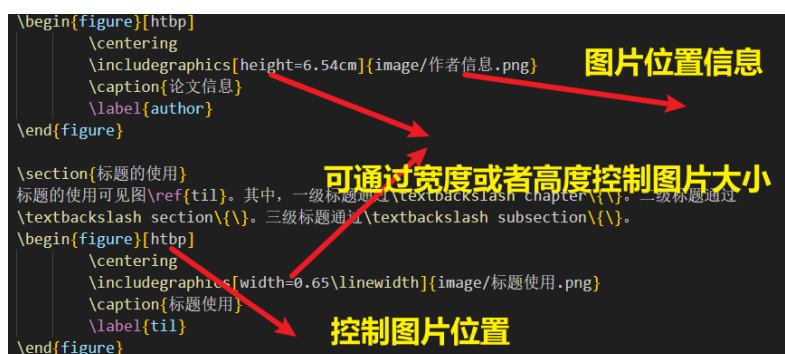 \begin{figure}[htbp]
\centering
\includegraphics[height=6.54cm]{image/作者信息.png}
图片位置信息
\caption{论文信息}
\label{author}
\end{figure}
\section{标题的使用}
可通过宽度或者高度控制图片大小
标题的使用可见图\ref{til}。其中，一级标题通过\textbackslash chapter\{\}。二级标题通过
\textbackslash section\{\}。三级标题通过\textbackslash subsection\{\}。
\begin{figure}[htbp]
\centering
\includegraphics[width=0.65\linewidth]{image/标题使用.png}
\caption{标题使用}
控制图片位置
\label{til}
\end{figure}